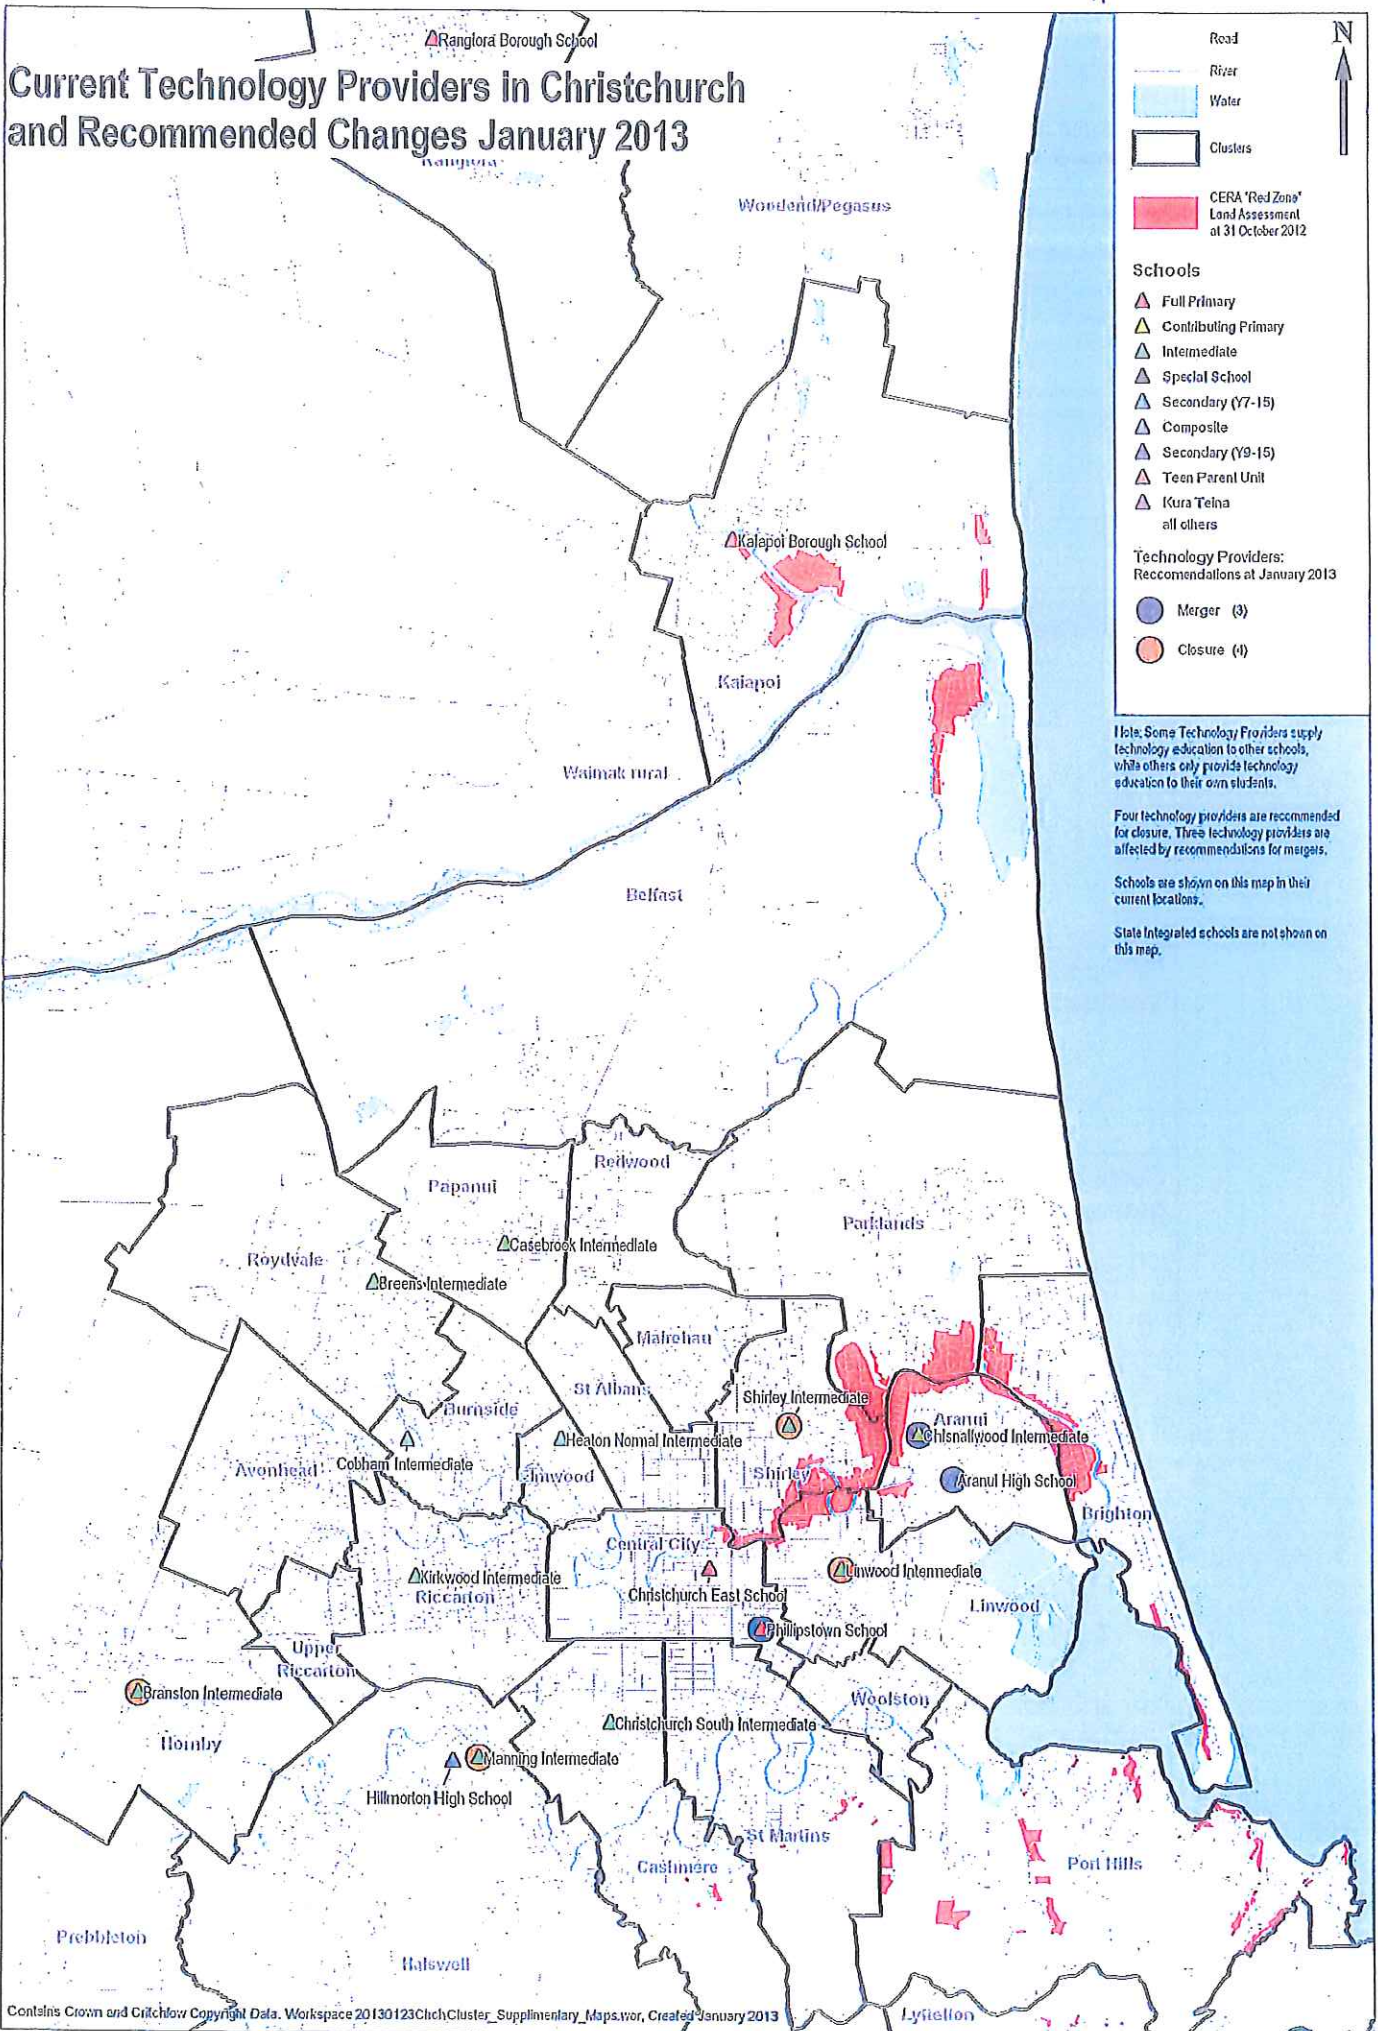 Rangiora Borough School
Current Technology Providers in Christchurch
and Recommended Changes January 2013
Rangiora
Woodend/Pegasus
Kaiapoi Borough School
Kaiapoi
Waimak rural
Belfast
Redwood
Papanui
Parklands
Casebrook Intermediate
Roydvale
Breens Intermediate
Mairehau
St Albans
Shirley Intermediate
Burnside
Aranui
Chisnallwood Intermediate
Heaton Normal Intermediate
Cobham Intermediate
Avonhead
Elmwood
Shirley
Aranui High School
Brighton
Central City
Kirkwood Intermediate
Linwood Intermediate
Riccarton
Christchurch East School
Linwood
Phillipstown School
Upper
Riccarton
Branston Intermediate
Woolston
Christchurch South Intermediate
Hornby
Manning Intermediate
Hillmorton High School
St Martins
Cashmere
Port Hills
Prebbleton
Halswell
Lyttelton
Contains Crown and Critchlow Copyright Data. Workspace 20130123ChchCluster_Supplimentary_Maps.wor, Created January 2013
N
Road
River
Water
Clusters
CERA "Red Zone"
Land Assessment
at 31 October 2012
Schools
Full Primary
Contributing Primary
Intermediate
Special School
Secondary (Y7-15)
Composite
Secondary (Y9-15)
Teen Parent Unit
Kura Teina
all others
Technology Providers:
Reccomendations at January 2013
Merger (3)
Closure (4)
Note: Some Technology Providers supply
technology education to other schools,
while others only provide technology
education to their own students.
Four technology providers are recommended
for closure. Three technology providers are
affected by recommendations for mergers.
Schools are shown on this map in their
current locations.
State Integrated schools are not shown on
this map.